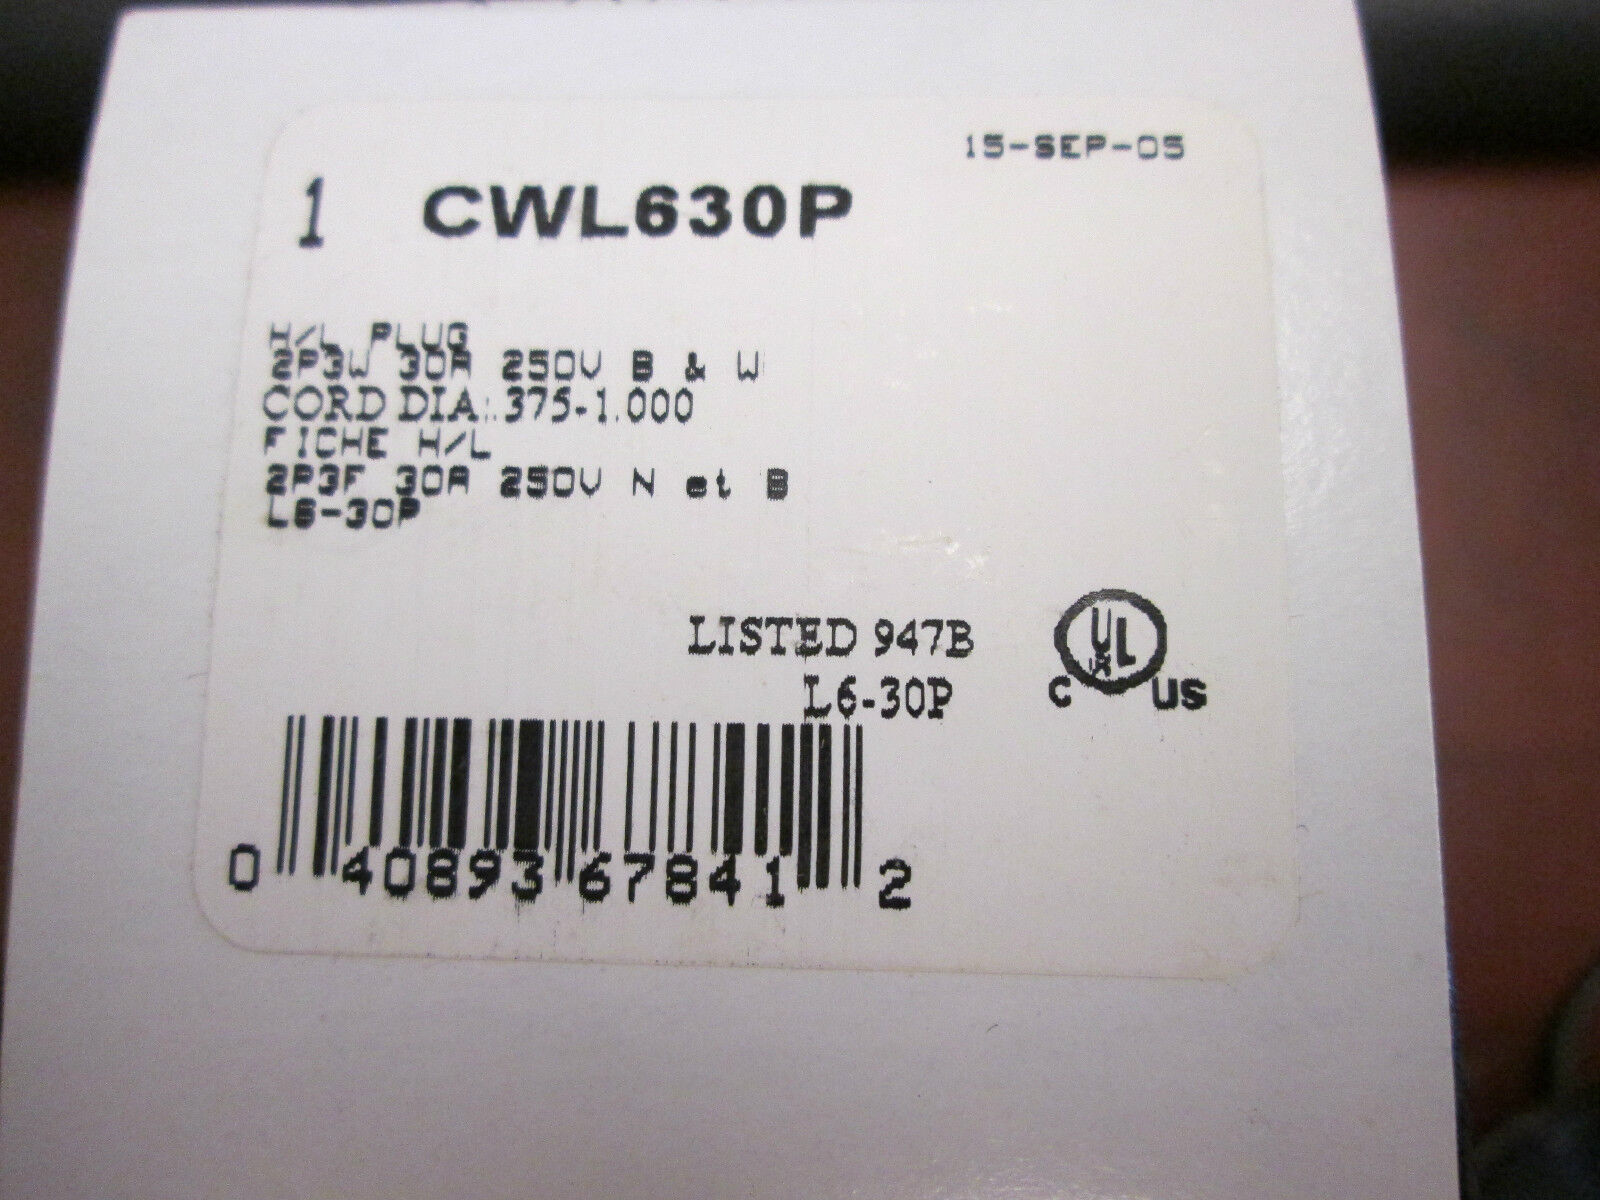 15-SEP-05
1 CWL630P
H/L PLUG
2P3W 30A 250V B & W
CORD DIA: .375-1.000
FICHE H/L
2P3F 30A 250V N et B
L6-30P
LISTED 947B
L6-30P
C UL US
0 40893 67841 2